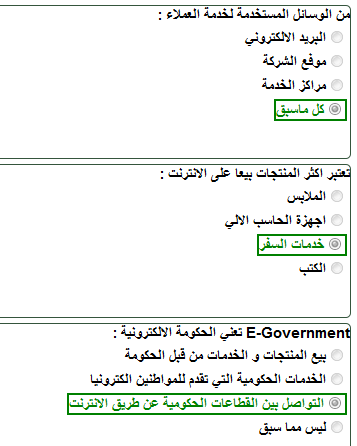 من الوسائل المستخدمة لخدمة العملاء :
البريد الالكتروني
موقع الشركة
مراكز الخدمة
كل ماسبق
تعتبر اكثر المنتجات بيعا على الانترنت :
الملابس
اجهزة الحاسب الالي
خدمات السفر
الكتب
E-Government تعني الحكومة الالكترونية :
بيع المنتجات و الخدمات من قبل الحكومة
الخدمات الحكومية التي تقدم للمواطنين الكترونيا
التواصل بين القطاعات الحكومية عن طريق الانترنت
ليس مما سبق